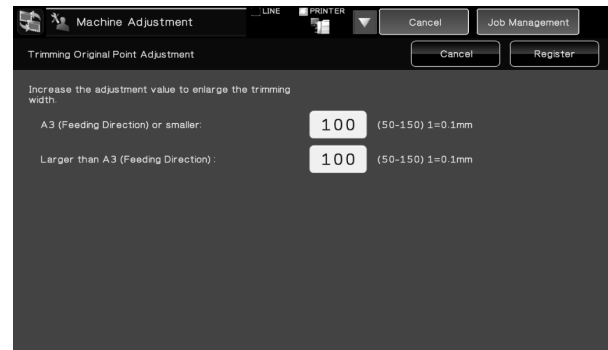 Machine Adjustment
LINE
PRINTER
Cancel
Job Management
Trimming Original Point Adjustment
Cancel
Register
Increase the adjustment value to enlarge the trimming
width.
A3 (Feeding Direction) or smaller:
100
(50-150) 1=0.1mm
Larger than A3 (Feeding Direction) :
100
(50-150) 1=0.1mm